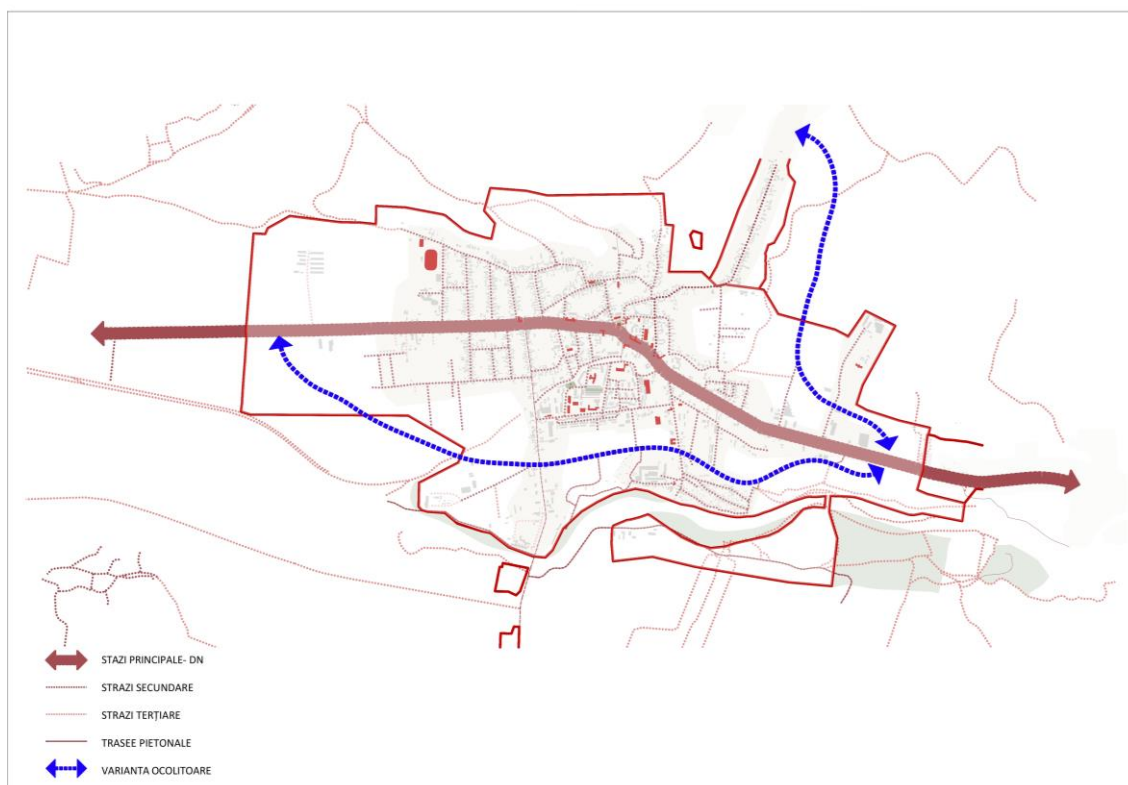 STAZI PRINCIPALE- DN
STRAZI SECUNDARE
STRAZI TERȚIARE
TRASEE PIETONALE
VARIANTA OCOLITOARE